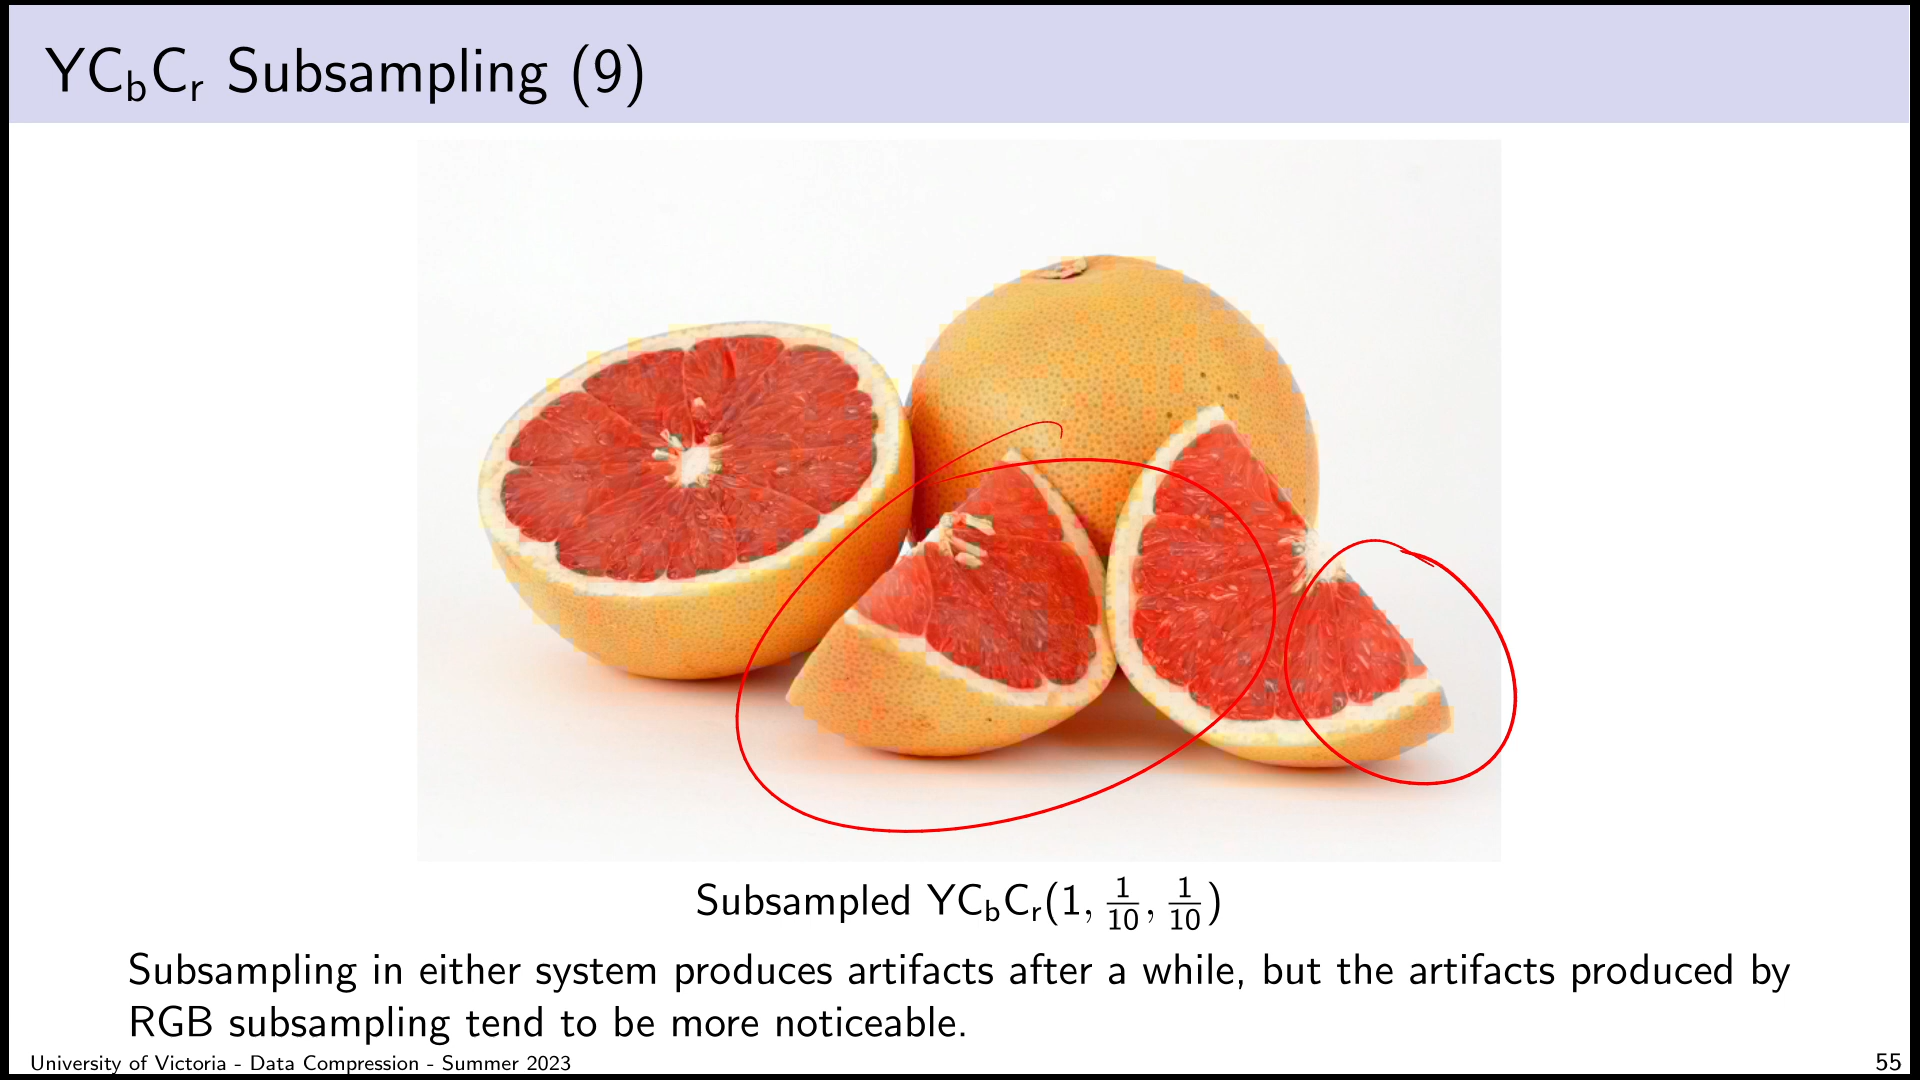 YCbCr Subsampling (9)
Subsampled YCbCr(1, 1/10, 1/10)
Subsampling in either system produces artifacts after a while, but the artifacts produced by
RGB subsampling tend to be more noticeable.
University of Victoria - Data Compression - Summer 2023
55